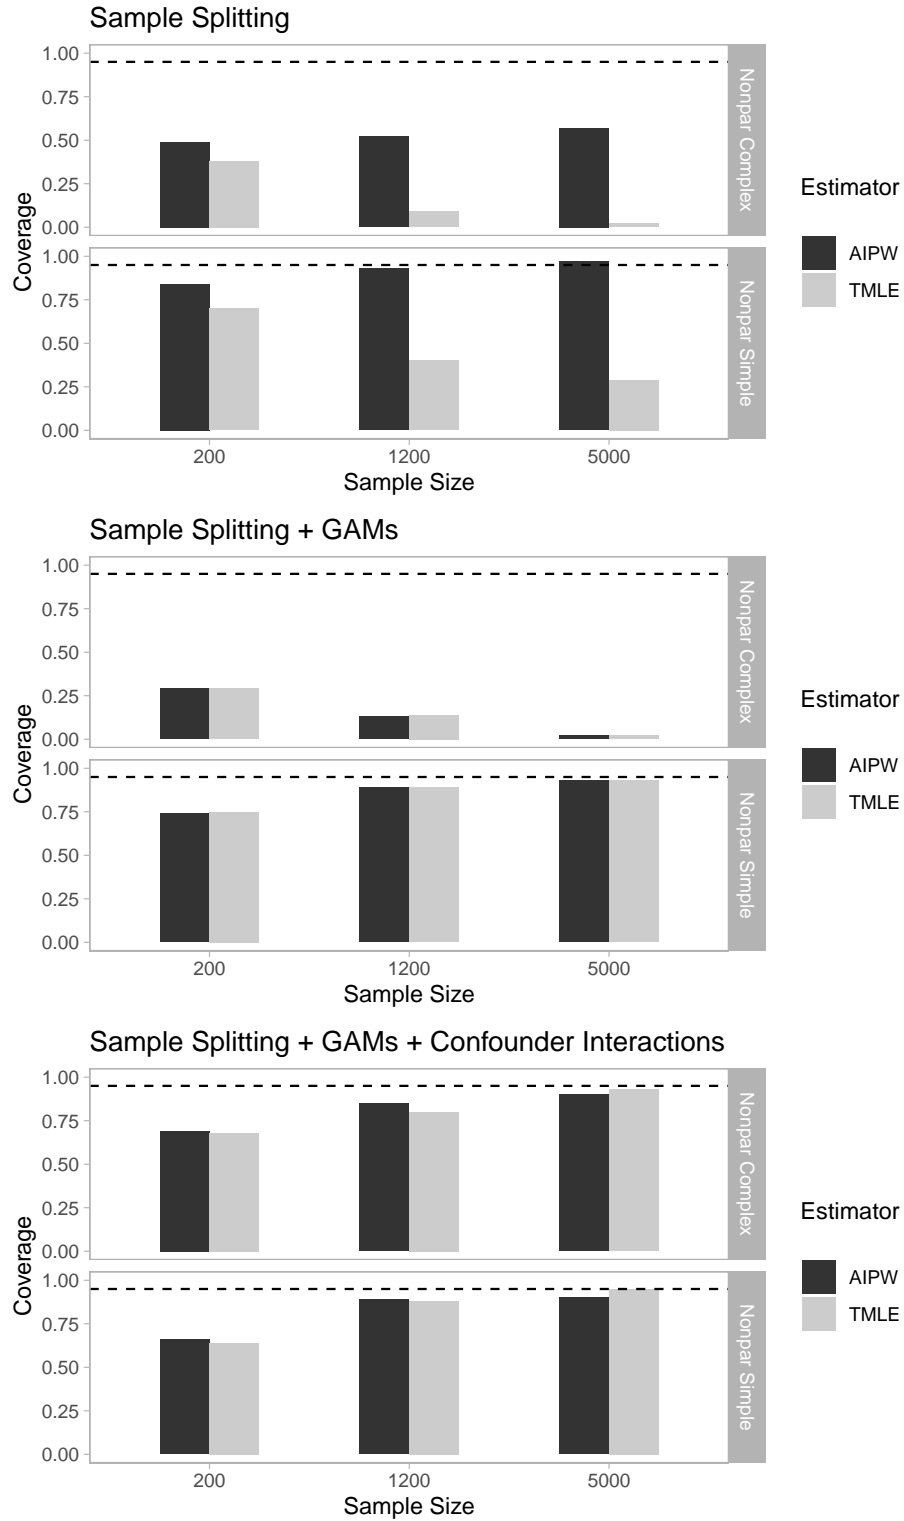 Sample Splitting
Coverage
1.00
0.75
0.50
0.25
0.00
Nonpar Complex
1.00
0.75
0.50
0.25
0.00
Nonpar Simple
200
1200
5000
Sample Size
Estimator
AIPW
TMLE
Sample Splitting + GAMs
Coverage
1.00
0.75
0.50
0.25
0.00
Nonpar Complex
1.00
0.75
0.50
0.25
0.00
Nonpar Simple
200
1200
5000
Sample Size
Estimator
AIPW
TMLE
Sample Splitting + GAMs + Confounder Interactions
Coverage
1.00
0.75
0.50
0.25
0.00
Nonpar Complex
1.00
0.75
0.50
0.25
0.00
Nonpar Simple
200
1200
5000
Sample Size
Estimator
AIPW
TMLE